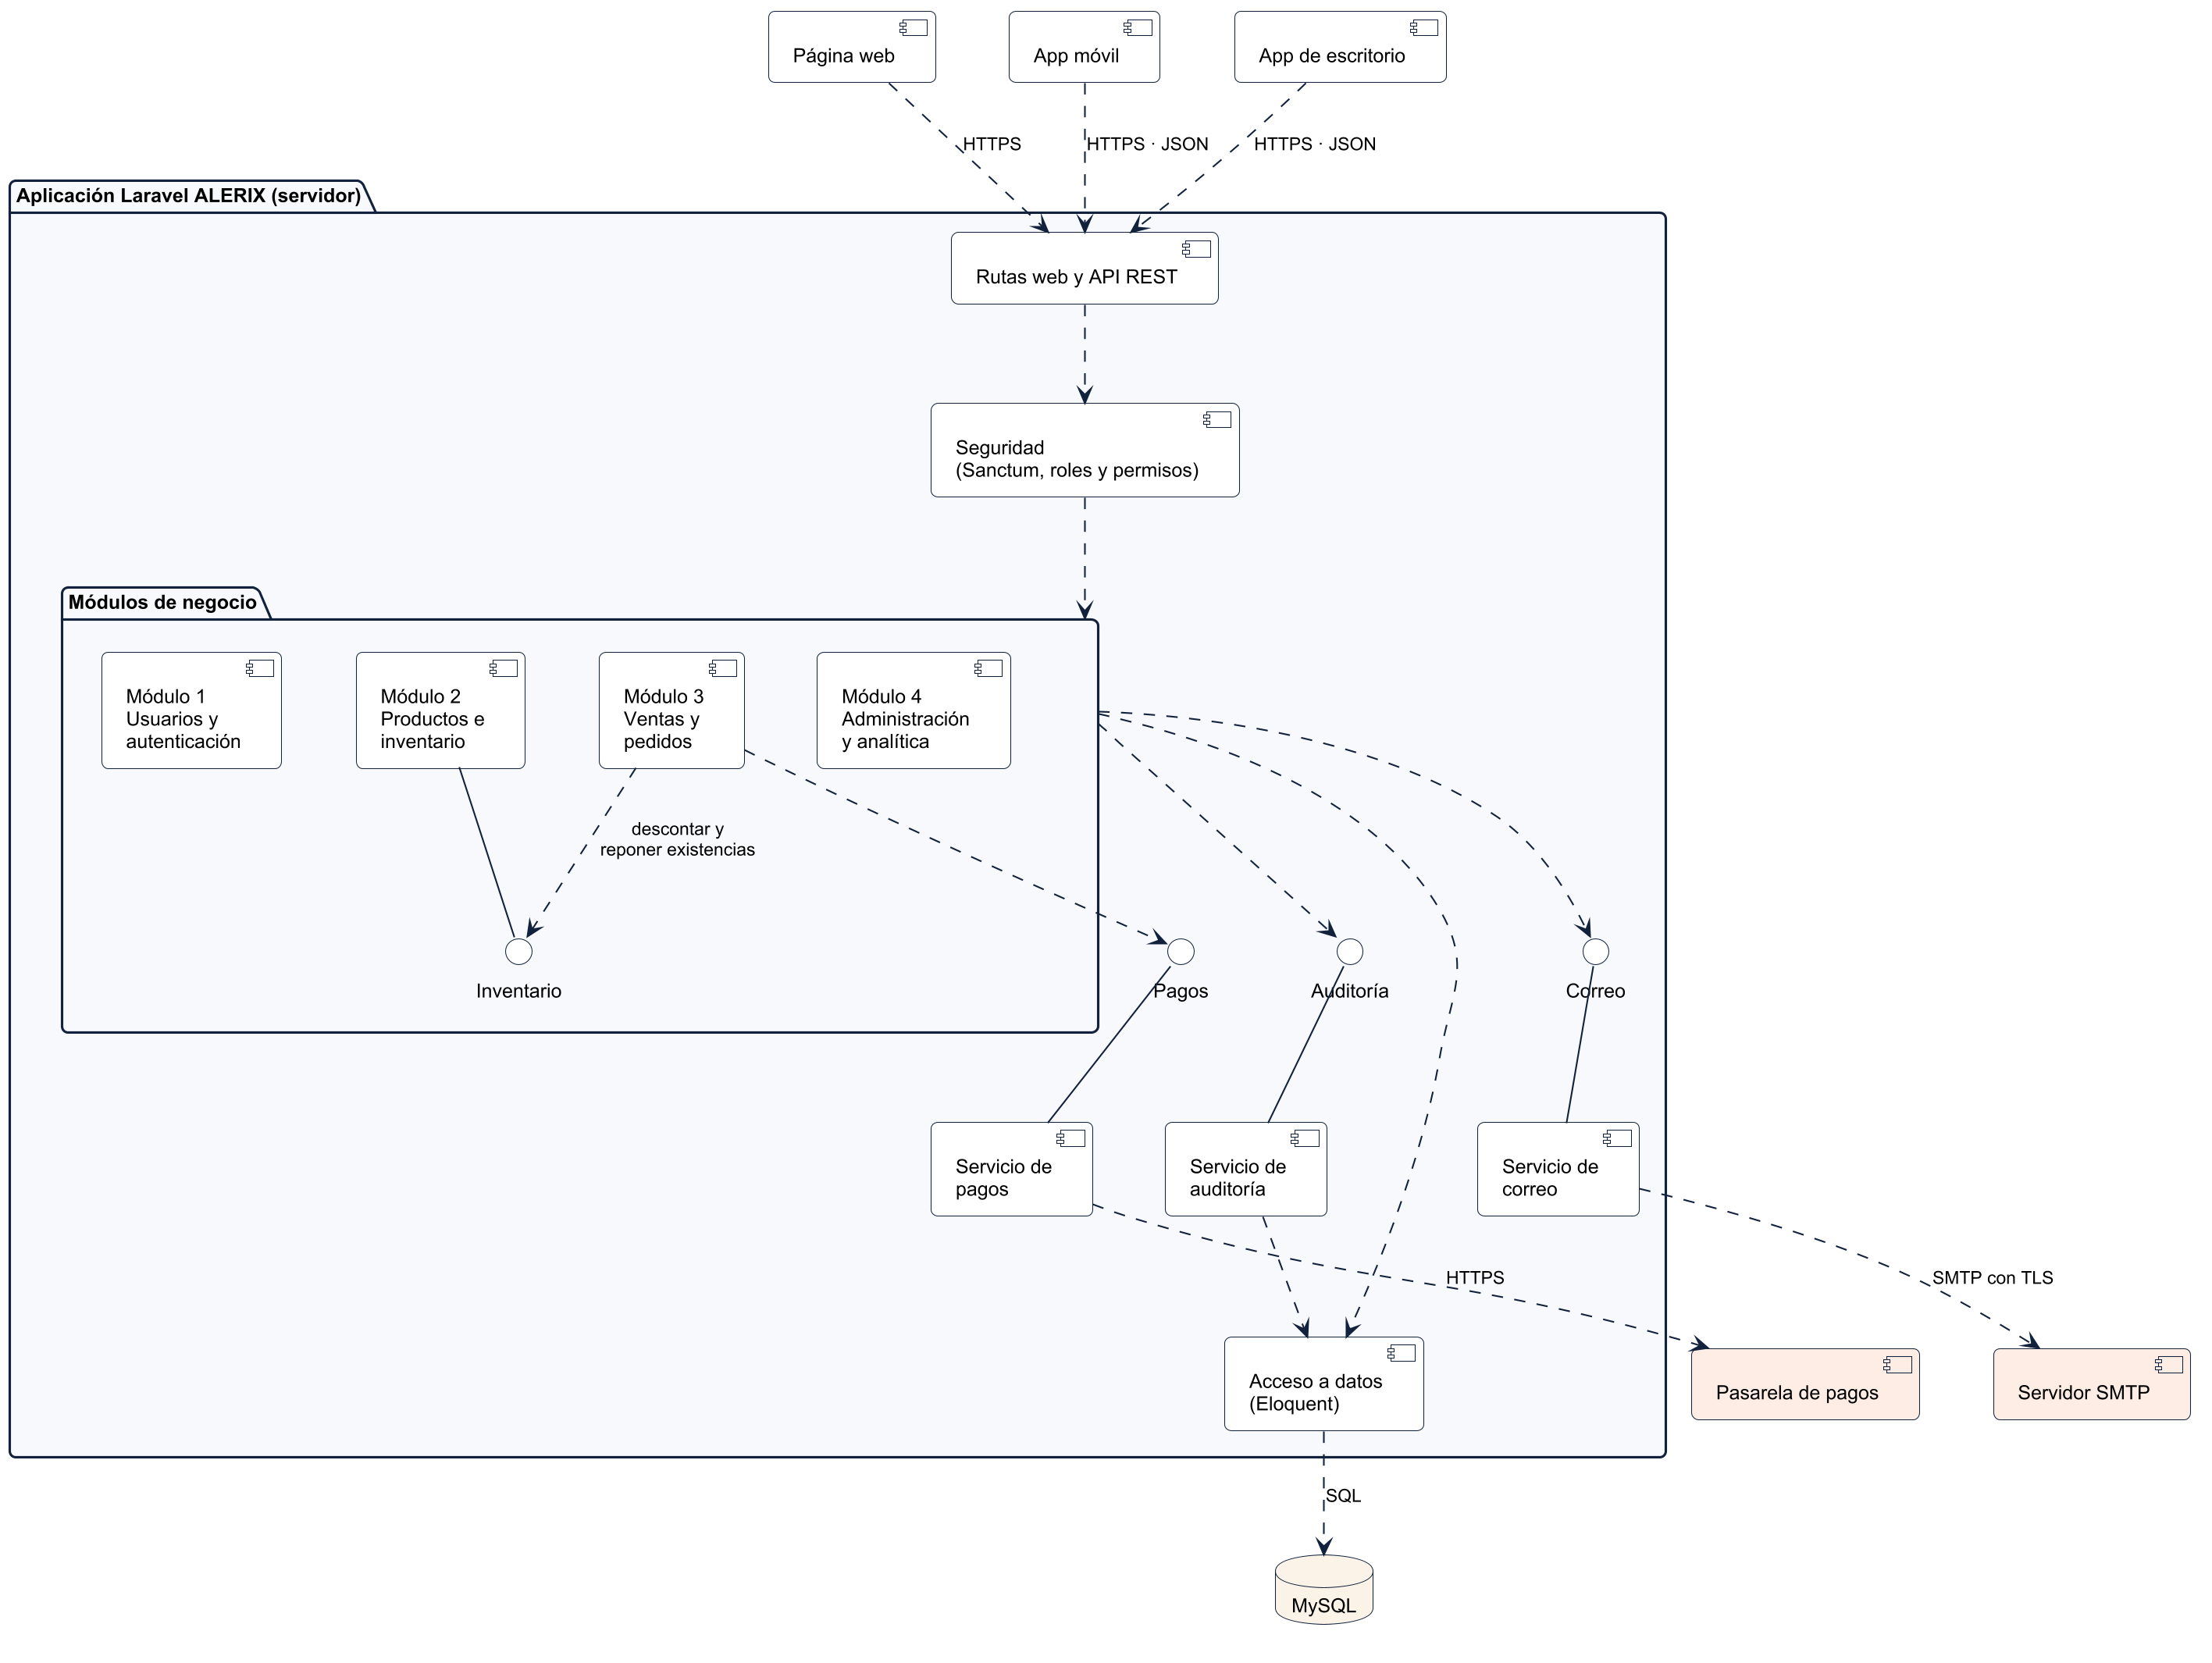 Página web
App móvil
App de escritorio
HTTPS
HTTPS · JSON
HTTPS · JSON
Aplicación Laravel ALERIX (servidor)
Rutas web y API REST
Seguridad
(Sanctum, roles y permisos)
Módulos de negocio
Módulo 1
Usuarios y
autenticación
Módulo 2
Productos e
inventario
Módulo 3
Ventas y
pedidos
Módulo 4
Administración
y analítica
descontar y
reponer existencias
Inventario
Pagos
Auditoría
Correo
Servicio de
pagos
Servicio de
auditoría
Servicio de
correo
HTTPS
SMTP con TLS
Acceso a datos
(Eloquent)
Pasarela de pagos
Servidor SMTP
SQL
MySQL